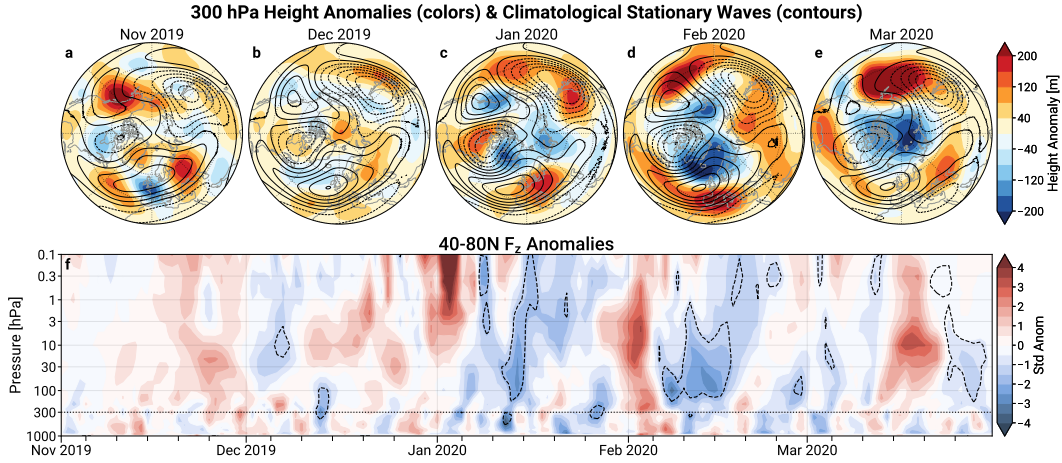 300 hPa Height Anomalies (colors) & Climatological Stationary Waves (contours)
Nov 2019
Dec 2019
Jan 2020
Feb 2020
Mar 2020
a
b
c
d
e
200
120
40
−40
−120
−200
Height Anomaly [m]
40-80N Fz Anomalies
f
0.1
0.3
1
3
10
30
100
300
1000
Pressure [hPa]
Nov 2019
Dec 2019
Jan 2020
Feb 2020
Mar 2020
4
3
2
1
0
−1
−2
−3
−4
Std Anom